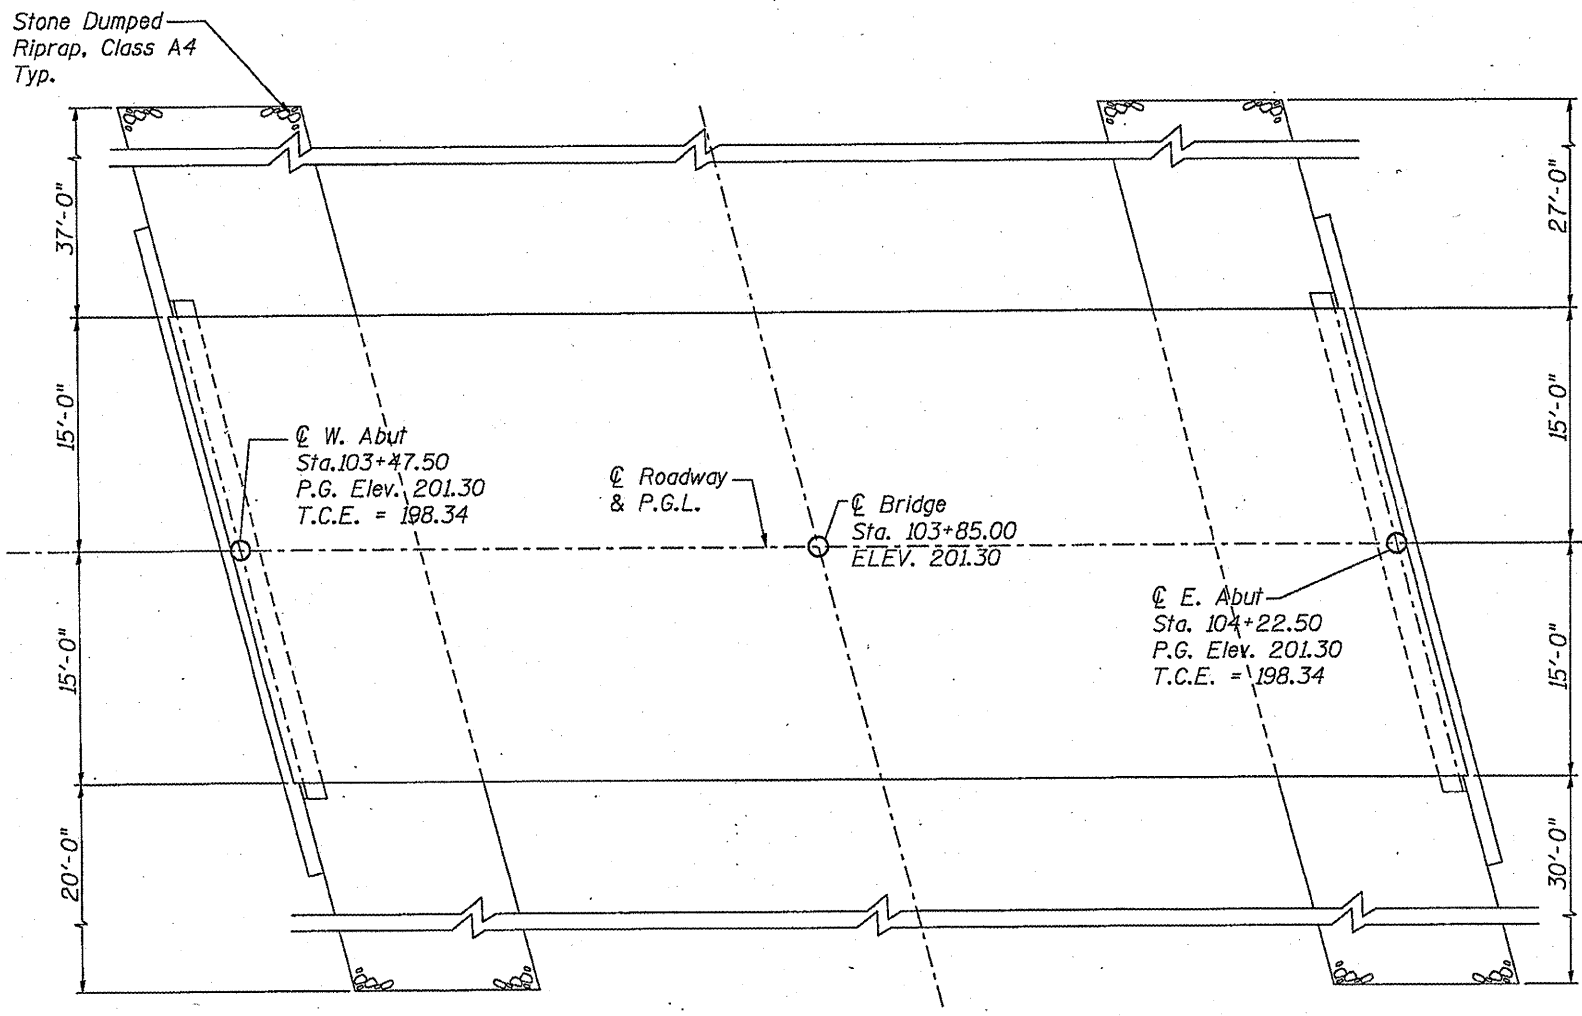 Stone Dumped
Riprap, Class A4
Typ.
37'-0"
27'-0"
15'-0"
15'-0"
℄ W. Abut
Sta.103+47.50
P.G. Elev. 201.30
T.C.E. = 198.34
℄ Roadway
& P.G.L.
℄ Bridge
Sta. 103+85.00
ELEV. 201.30
℄ E. Abut
Sta. 104+22.50
P.G. Elev. 201.30
T.C.E. = 198.34
15'-0"
15'-0"
20'-0"
30'-0"